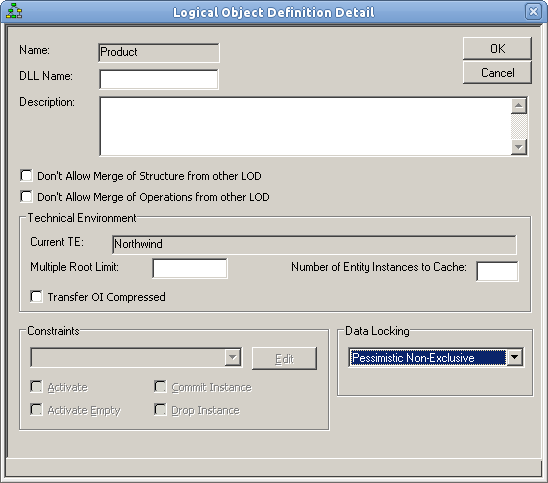 Logical Object Definition Detail
Name: Product
OK
DLL Name:
Cancel
Description:
Don't Allow Merge of Structure from other LOD
Don't Allow Merge of Operations from other LOD
Technical Environment
Current TE: Northwind
Multiple Root Limit: Number of Entity Instances to Cache:
Transfer OI Compressed
Constraints
Edit
Activate Commit Instance
Activate Empty Drop Instance
Data Locking
Pessimistic Non-Exclusive